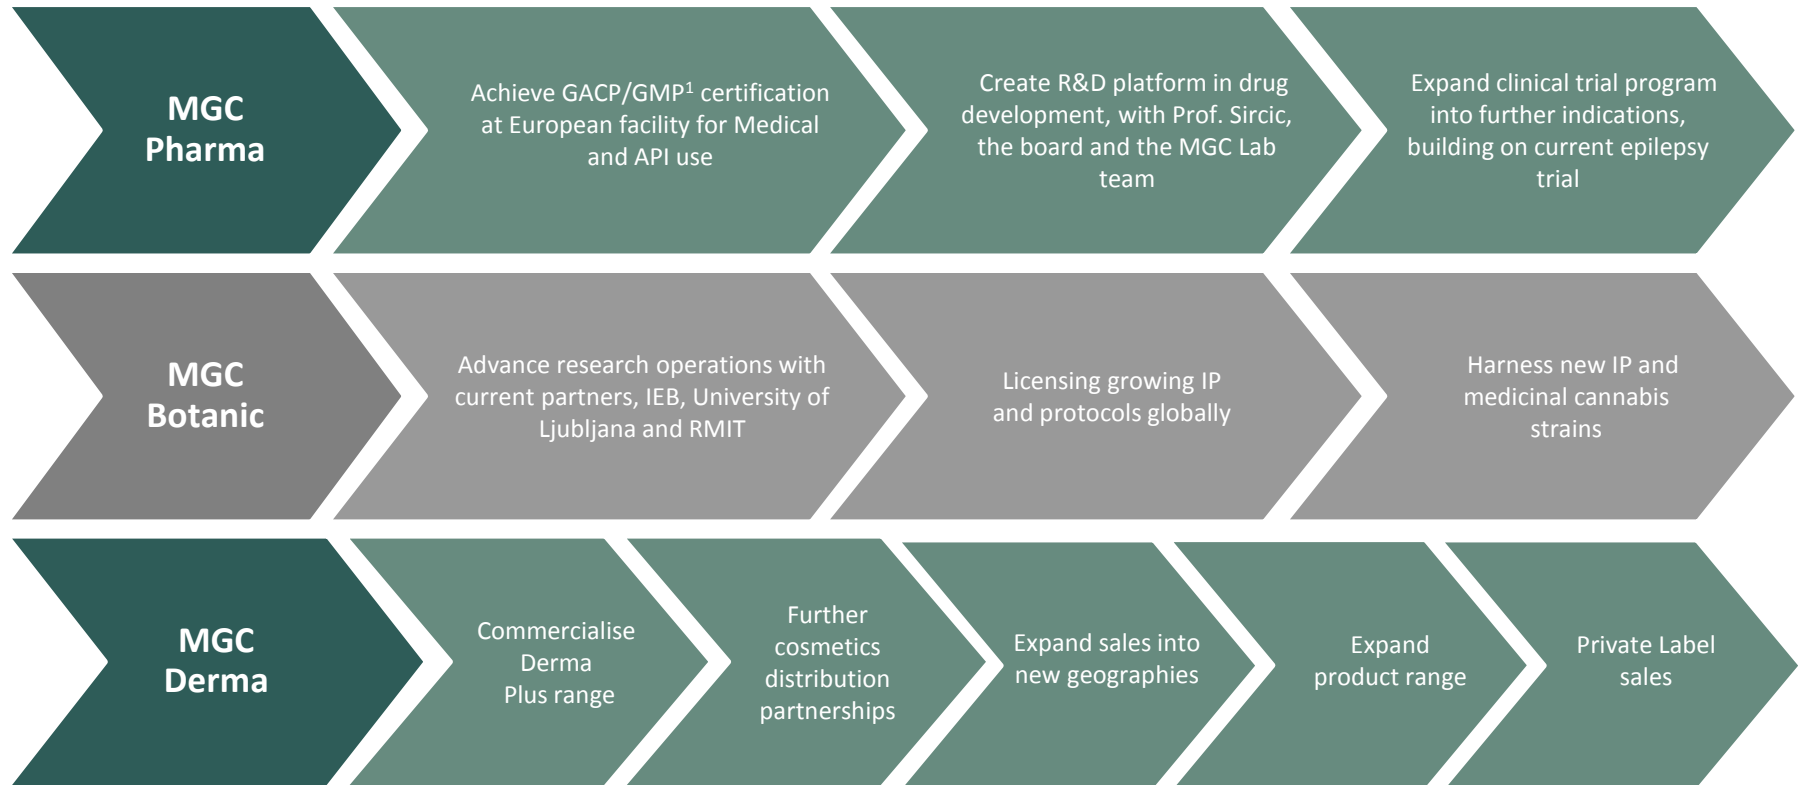 MGC
Pharma
Achieve GACP/GMP¹ certification
at European facility for Medical
and API use
Create R&D platform in drug
development, with Prof. Sircic,
the board and the MGC Lab
team
Expand clinical trial program
into further indications,
building on current epilepsy
trial
MGC
Botanic
Advance research operations with
current partners, IEB, University of
Ljubljana and RMIT
Licensing growing IP
and protocols globally
Harness new IP and
medicinal cannabis
strains
MGC
Derma
Commercialise
Derma
Plus range
Further
cosmetics
distribution
partnerships
Expand sales into
new geographies
Expand
product range
Private Label
sales